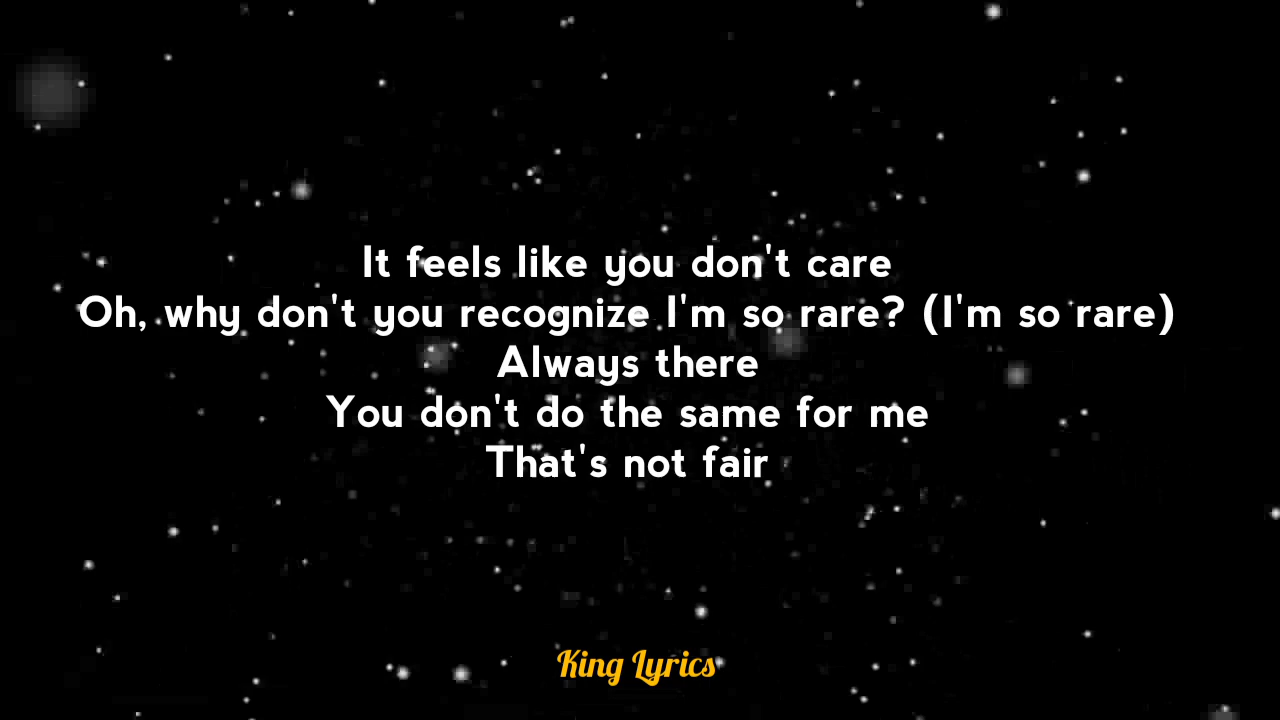 It feels like you don't care
Oh, why don't you recognize I'm so rare? (I'm so rare)
Always there
You don't do the same for me
That's not fair
King Lyrics